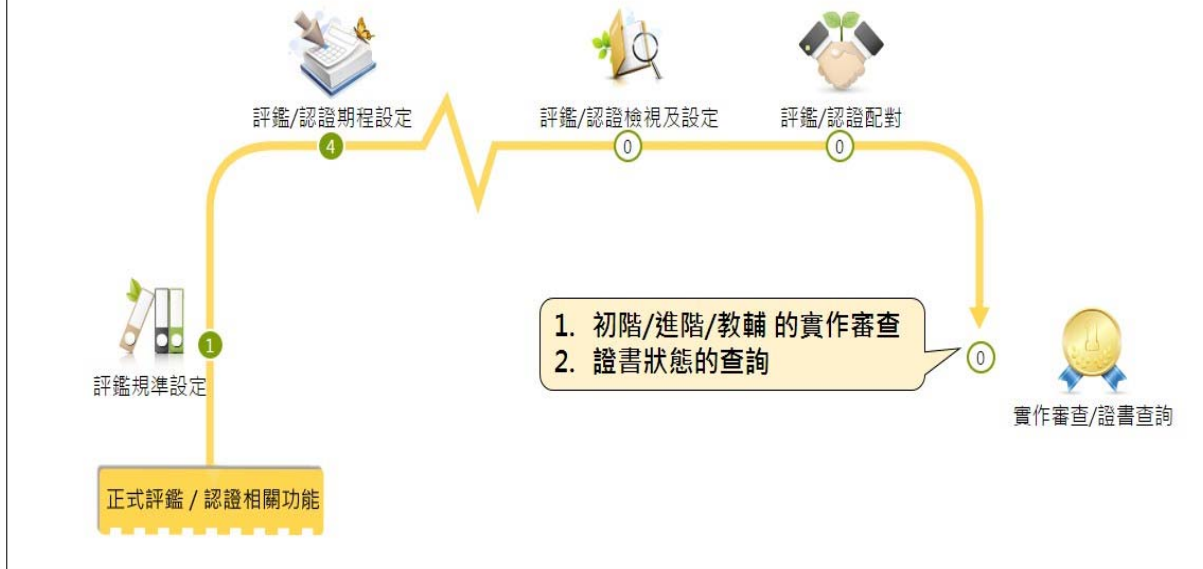 評鑑/認證期程設定
評鑑/認證檢視及設定
評鑑/認證配對
4
0
0
1. 初階/進階/教輔 的實作審查
2. 證書狀態的查詢
1
0
評鑑規準設定
實作審查/證書查詢
正式評鑑 / 認證相關功能